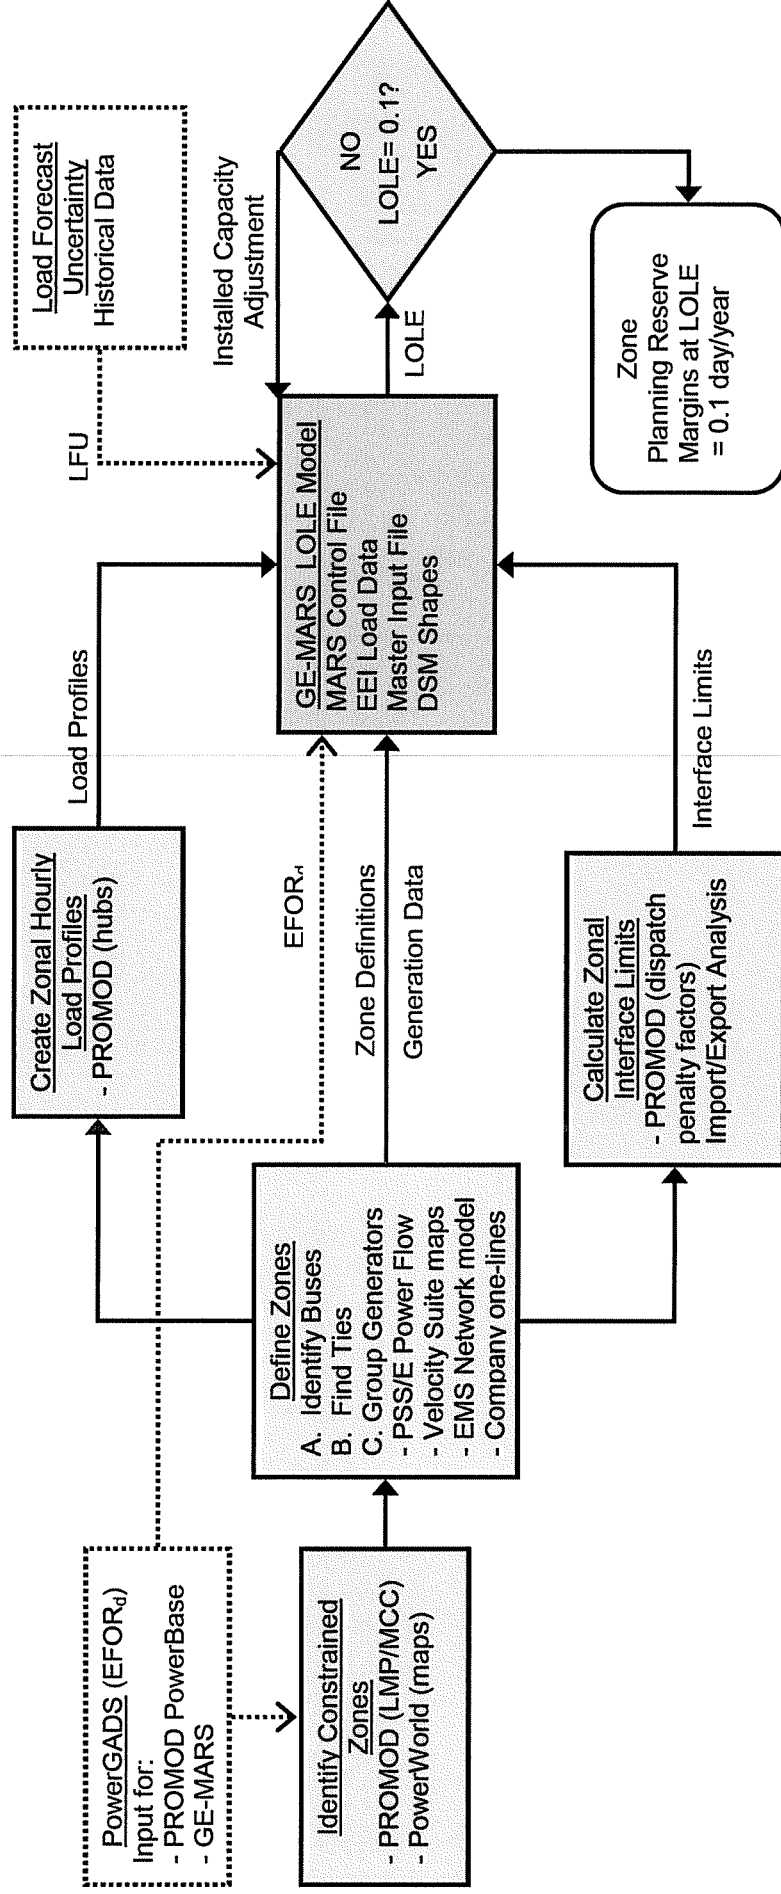 PowerGADS (EFORd)
Input for:
- PROMOD PowerBase
- GE-MARS
Identify Constrained
Zones
- PROMOD (LMP/MCC)
- PowerWorld (maps)
Define Zones
A. Identify Buses
B. Find Ties
C. Group Generators
- PSS/E Power Flow
- Velocity Suite maps
- EMS Network model
- Company one-lines
Create Zonal Hourly
Load Profiles
- PROMOD (hubs)
Load Profiles
EFORd
Zone Definitions
Generation Data
Calculate Zonal
Interface Limits
- PROMOD (dispatch
penalty factors)
Import/Export Analysis
Interface Limits
GE-MARS LOLE Model
MARS Control File
EEI Load Data
Master Input File
DSM Shapes
Load Forecast
Uncertainty
Historical Data
LFU
Installed Capacity
Adjustment
LOLE
NO
LOLE= 0.1?
YES
Zone
Planning Reserve
Margins at LOLE
= 0.1 day/year